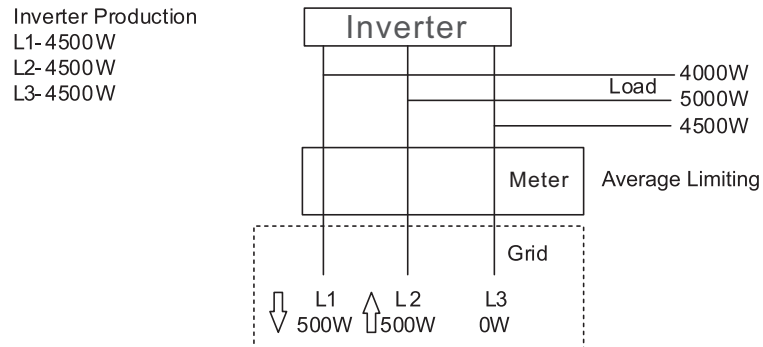 Inverter Production
L1-4500W
L2-4500W
L3-4500W
Inverter
4000W
Load
5000W
4500W
Meter
Average Limiting
Grid
L1 L2 L3
500W 500W 0W